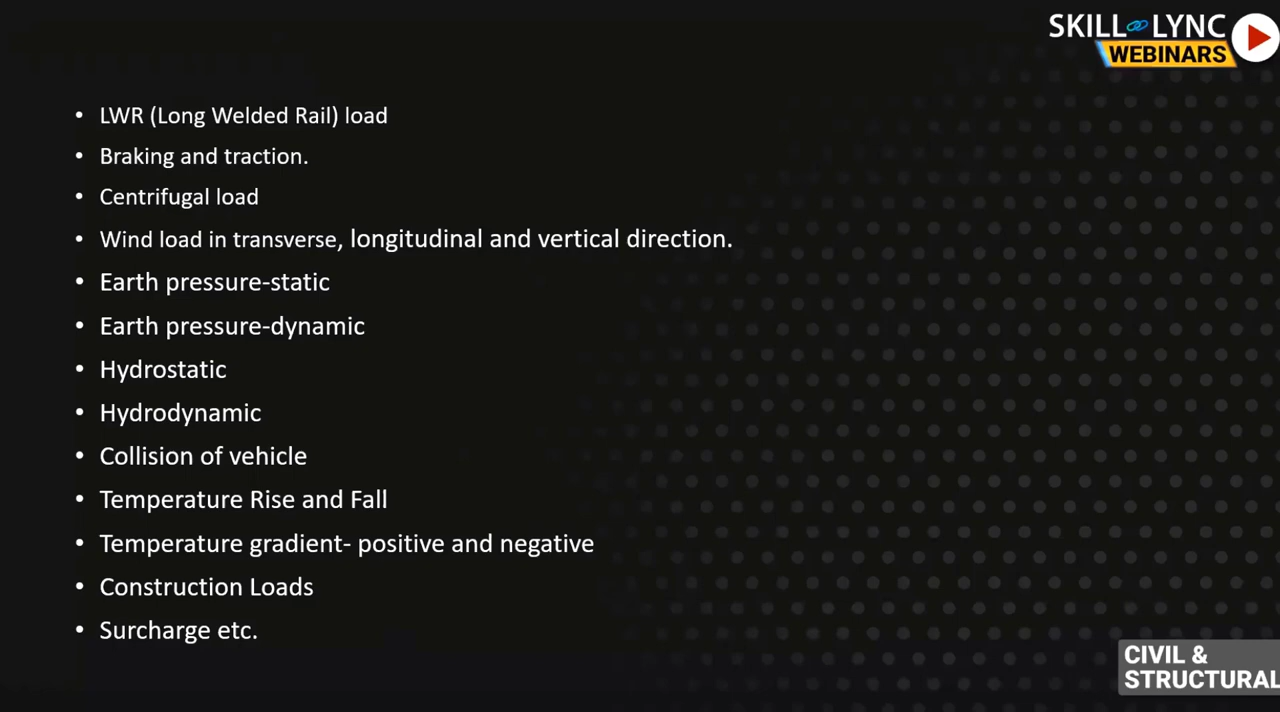 SKILL LYNC
WEBINARS
• LWR (Long Welded Rail) load
• Braking and traction.
• Centrifugal load
• Wind load in transverse, longitudinal and vertical direction.
• Earth pressure-static
• Earth pressure-dynamic
• Hydrostatic
• Hydrodynamic
• Collision of vehicle
• Temperature Rise and Fall
• Temperature gradient- positive and negative
• Construction Loads
• Surcharge etc.
CIVIL &
STRUCTURAL